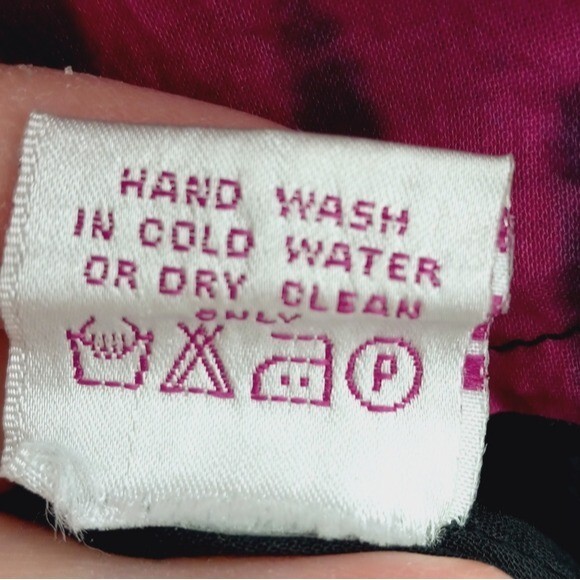 HAND WASH
IN COLD WATER
OR DRY CLEAN
ONLY
P